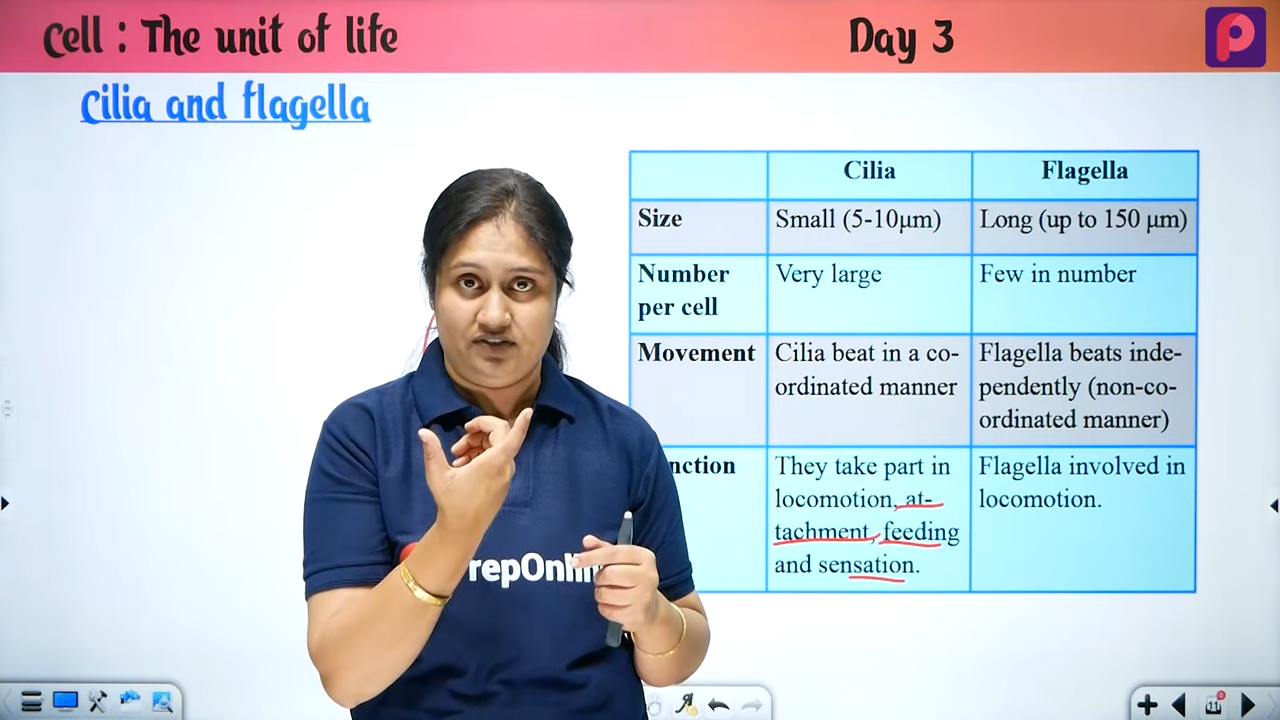 Cell : The unit of life
Day 3
Cilia and flagella
Cilia
Flagella
Size
Small (5-10μm)
Long (up to 150 μm)
Number
per cell
Very large
Few in number
Movement
Cilia beat in a co-
ordinated manner
Flagella beats inde-
pendently (non-co-
ordinated manner)
nction
They take part in
locomotion, at-
tachment, feeding
and sensation.
Flagella involved in
locomotion.
repOnlin
11